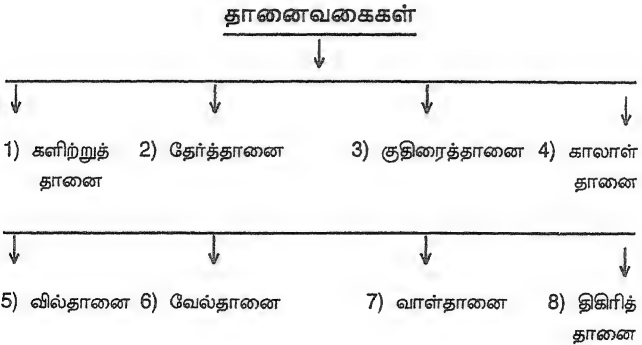 தானைவகைகள்
1) களிற்றுத் 2) தேர்த்தானை 3) குதிரைத்தானை 4) காலாள்
தானை தானை
5) வில்தானை 6) வேல்தானை 7) வாள்தானை 8) திகிரித்
தானை